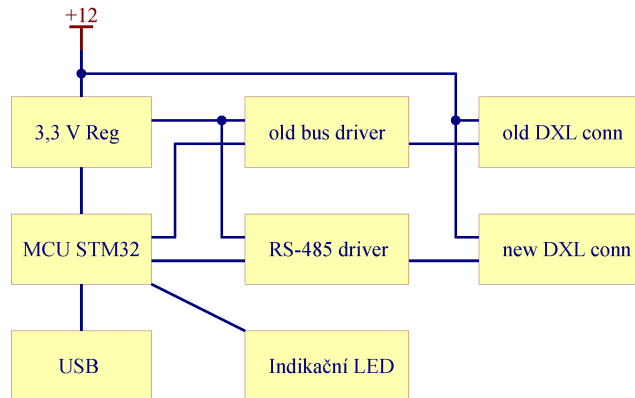 +12
3,3 V Reg
old bus driver
old DXL conn
MCU STM32
RS-485 driver
new DXL conn
USB
Indikační LED